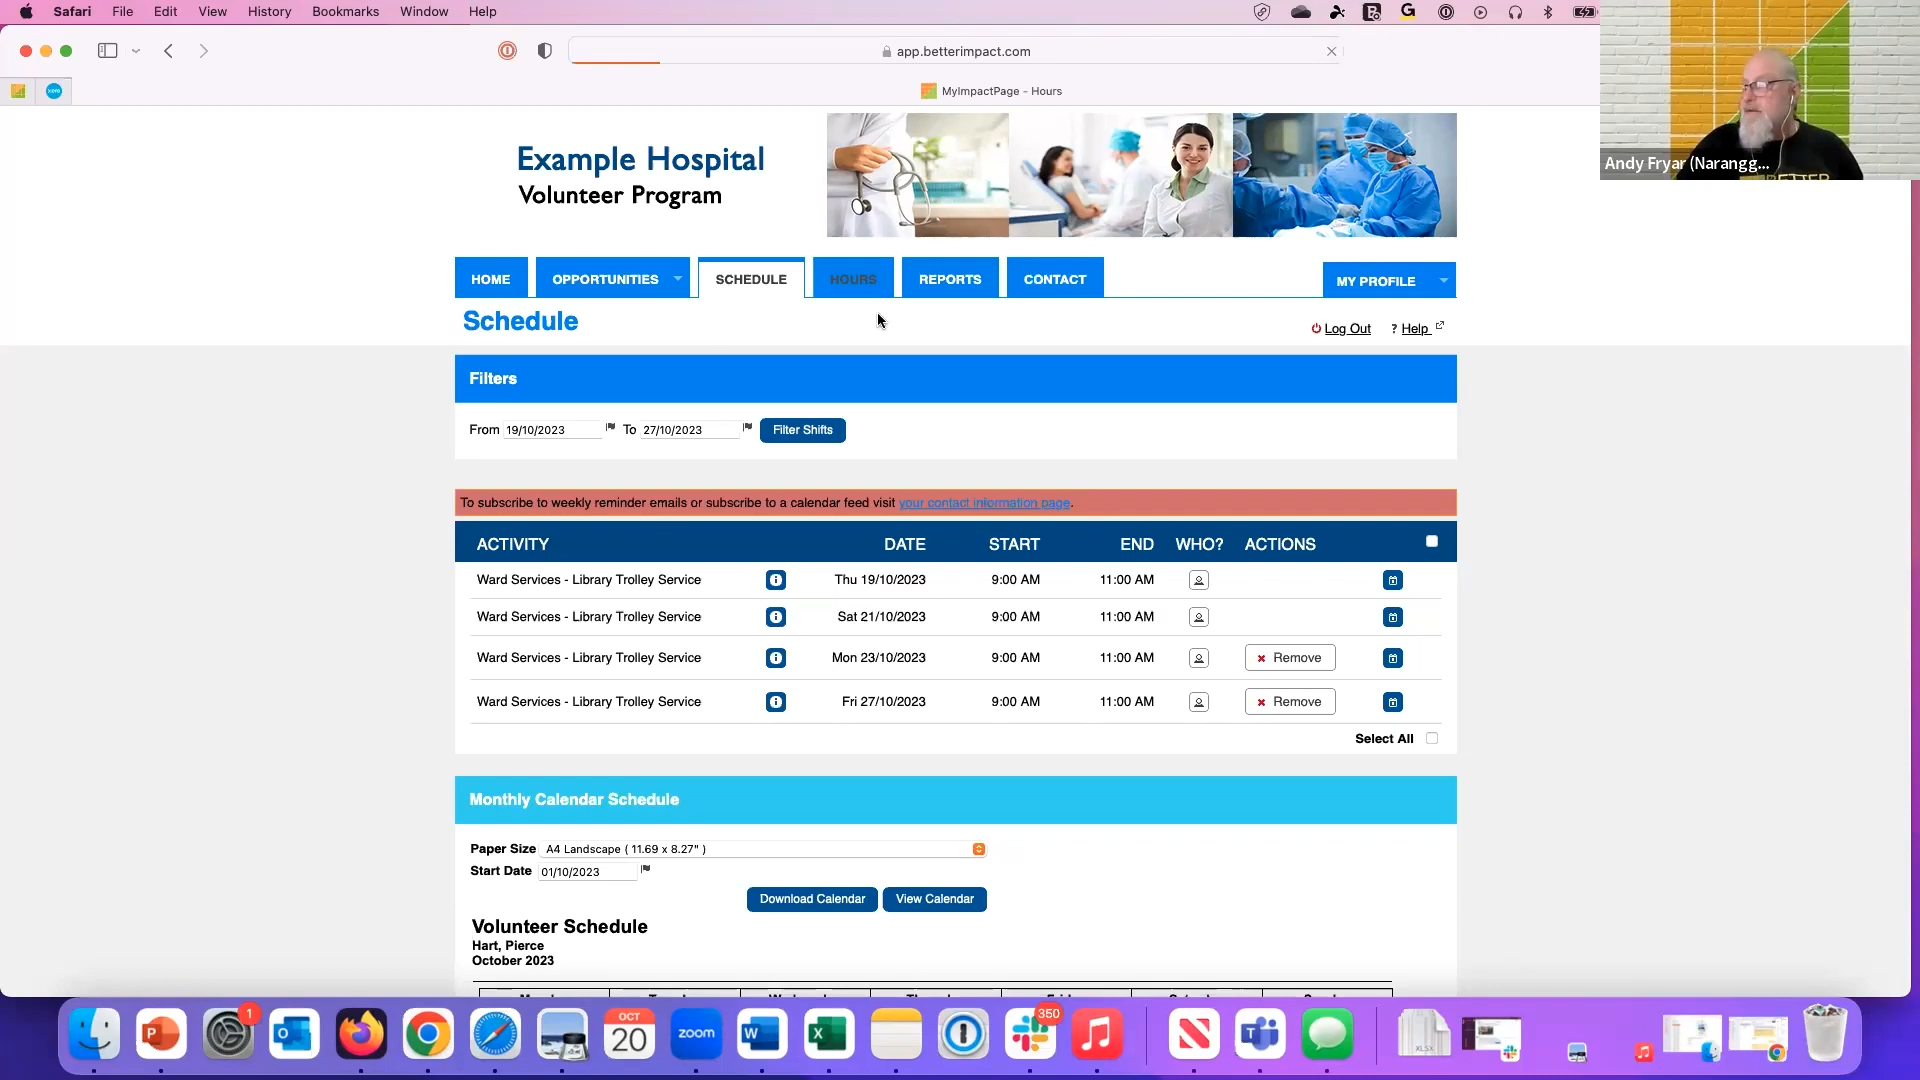 Safari File Edit View History Bookmarks Window Help
app.betterimpact.com
xero
MyImpactPage - Hours
Andy Fryar (Narangg...
Example Hospital
Volunteer Program
HOME OPPORTUNITIES SCHEDULE HOURS REPORTS CONTACT MY PROFILE
Schedule
Log Out ? Help
Filters
From 19/10/2023 To 27/10/2023 Filter Shifts
To subscribe to weekly reminder emails or subscribe to a calendar feed visit your contact information page.
ACTIVITY DATE START END WHO? ACTIONS
Ward Services - Library Trolley Service Thu 19/10/2023 9:00 AM 11:00 AM
Ward Services - Library Trolley Service Sat 21/10/2023 9:00 AM 11:00 AM
Ward Services - Library Trolley Service Mon 23/10/2023 9:00 AM 11:00 AM Remove
Ward Services - Library Trolley Service Fri 27/10/2023 9:00 AM 11:00 AM Remove
Select All
Monthly Calendar Schedule
Paper Size A4 Landscape ( 11.69 x 8.27" )
Start Date 01/10/2023
Download Calendar View Calendar
Volunteer Schedule
Hart, Pierce
October 2023
1 OCT 20 zoom 350
XLSX